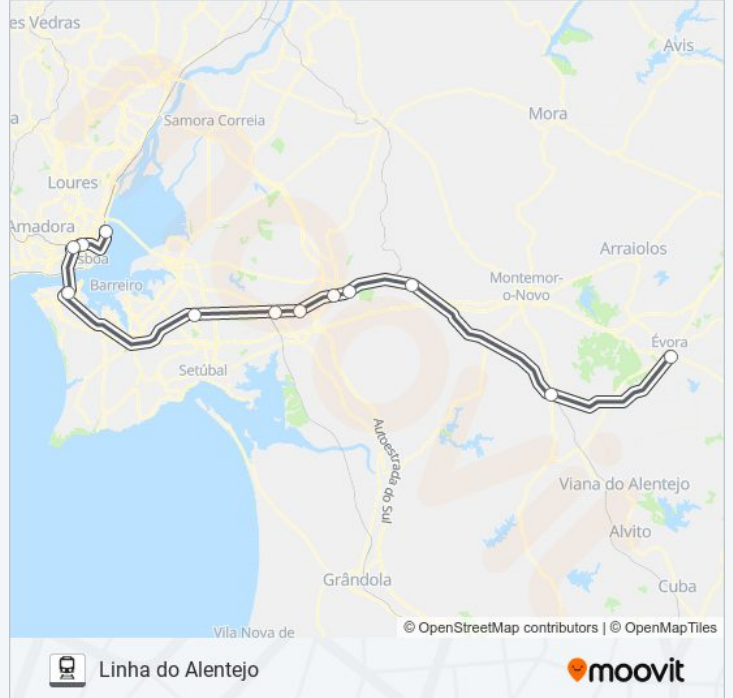 es Vedras
Avis
Mora
Samora Correia
Loures
Amadora
Arraiolos
Barreiro
Montemor-
o-Novo
Évora
Setúbal
Autoestrada do Sul
Viana do Alentejo
Alvito
Grândola
Cuba
Vila Nova de
© OpenStreetMap contributors | © OpenMapTiles
Linha do Alentejo
moovit